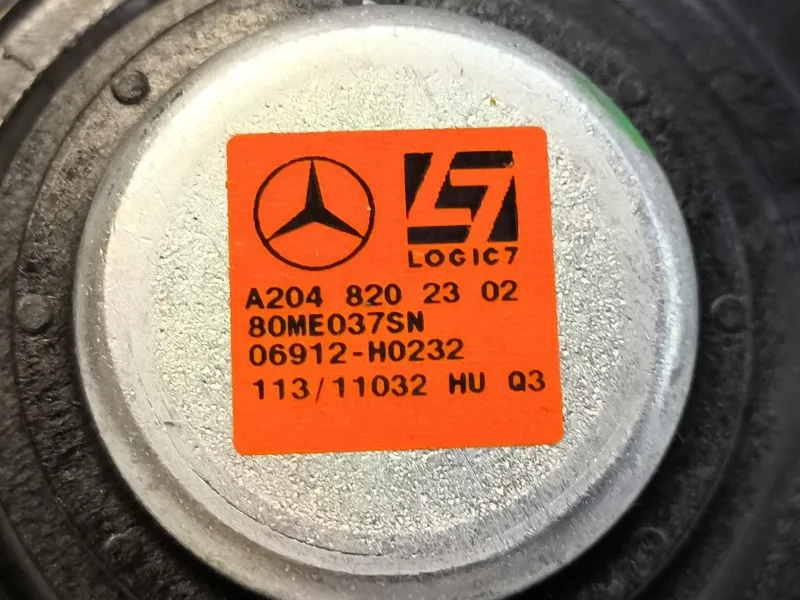 LOGIC7
A204 820 23 02
80ME037SN
06912-H0232
113/11032 HU Q3